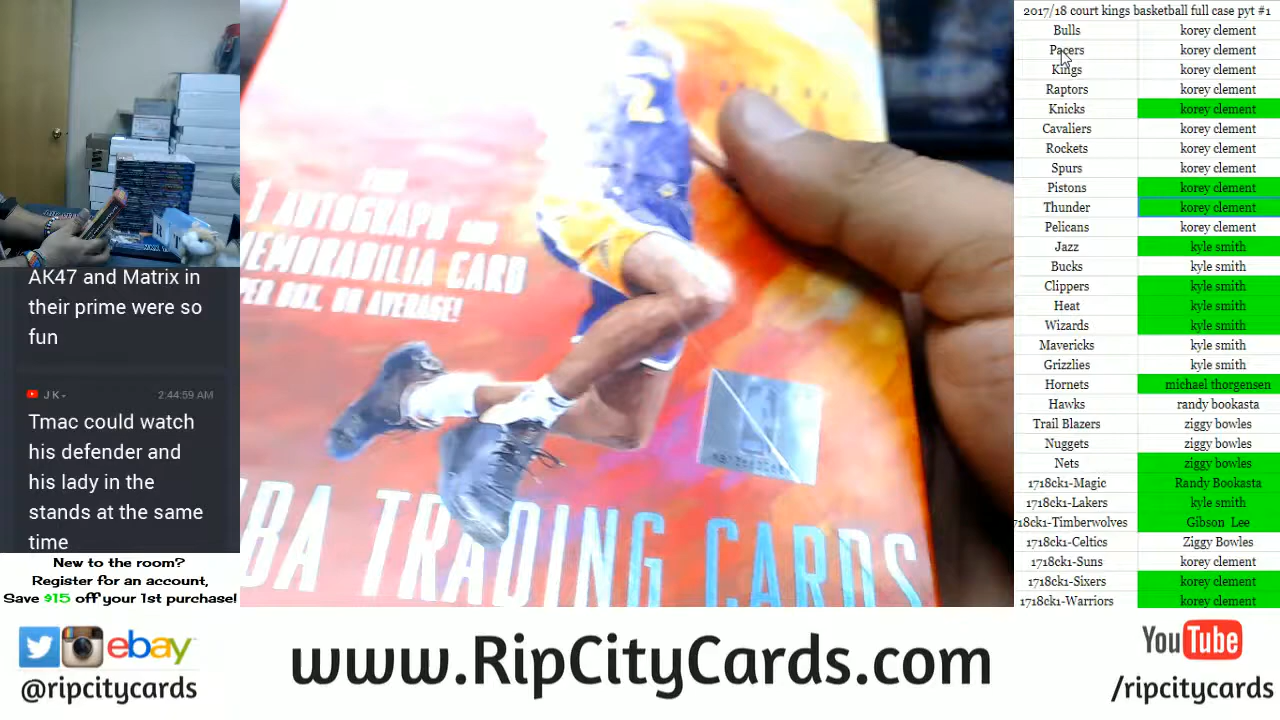 AK47 and Matrix in
their prime were so
fun
J K -
2:44:59 AM
Tmac could watch
his defender and
his lady in the
stands at the same
time
New to the room?
Register for an account,
Save $15 off your 1st purchase!
1 AUTOGRAPH
MEMORABILIA CARD
PER BOX, ON AVERAGE!
2
BA TRADING CARDS
2017/18 court kings basketball full case pyt #1
Bulls korey clement
Pacers korey clement
Kings korey clement
Raptors korey clement
Knicks korey clement
Cavaliers korey clement
Rockets korey clement
Spurs korey clement
Pistons korey clement
Thunder korey clement
Pelicans korey clement
Jazz kyle smith
Bucks kyle smith
Clippers kyle smith
Heat kyle smith
Wizards kyle smith
Mavericks kyle smith
Grizzlies kyle smith
Hornets michael thorgensen
Hawks randy bookasta
Trail Blazers ziggy bowles
Nuggets ziggy bowles
Nets ziggy bowles
1718ck1-Magic Randy Bookasta
1718ck1-Lakers kyle smith
718ck1-Timberwolves Gibson Lee
1718ck1-Celtics Ziggy Bowles
1718ck1-Suns korey clement
1718ck1-Sixers korey clement
1718ck1-Warriors korey clement
ebay
@ripcitycards
www.RipCityCards.com
YouTube
/ripcitycards